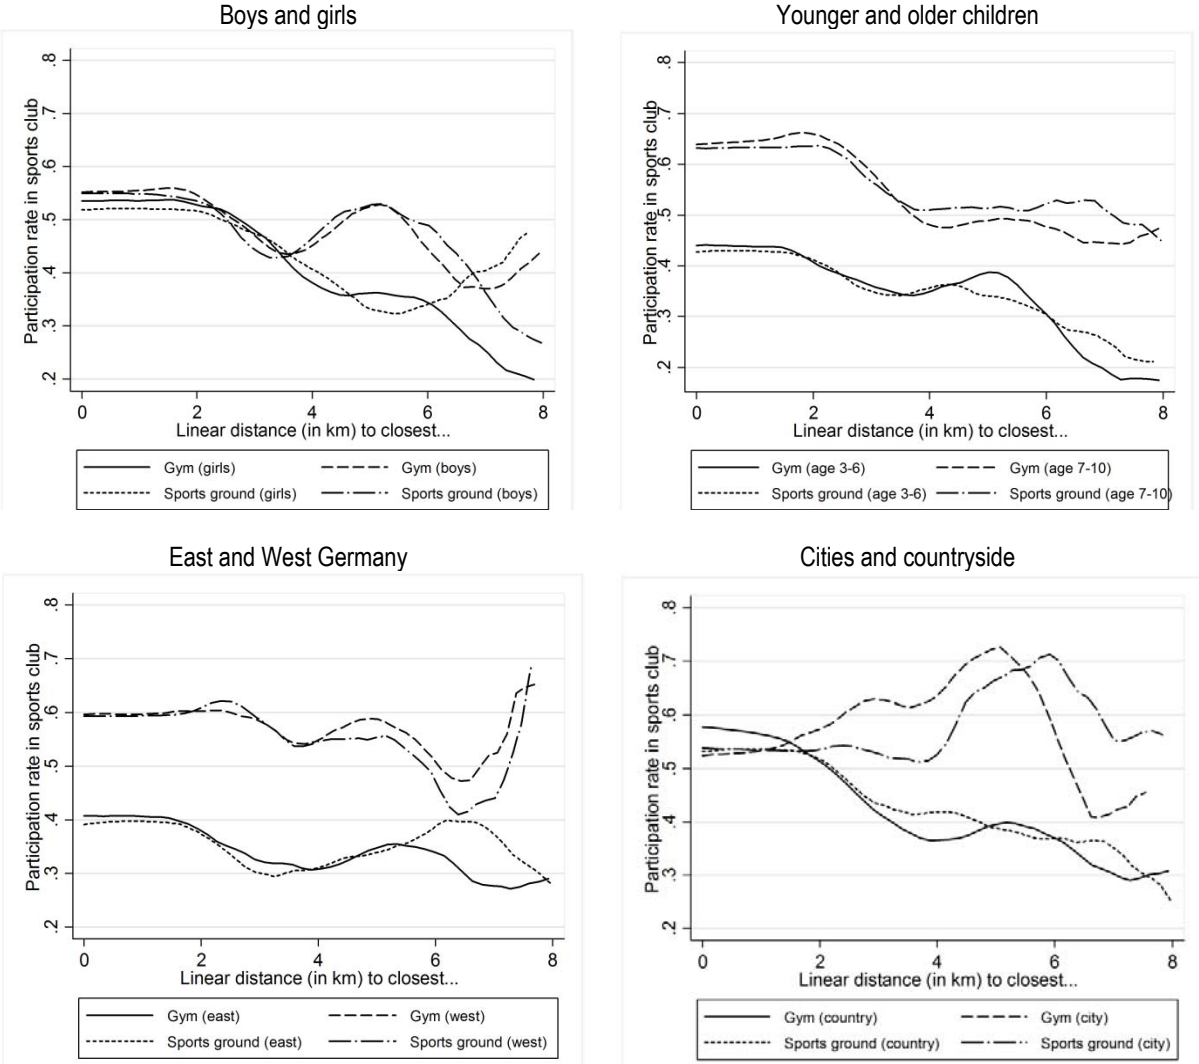 Boys and girls
Younger and older children
Participation rate in sports club
.8
.7
.6
.5
.4
.3
.2
0 2 4 6 8
Linear distance (in km) to closest...
Gym (girls) Gym (boys)
Sports ground (girls) Sports ground (boys)
Participation rate in sports club
.8
.7
.6
.5
.4
.3
.2
0 2 4 6 8
Linear distance (in km) to closest...
Gym (age 3-6) Gym (age 7-10)
Sports ground (age 3-6) Sports ground (age 7-10)
East and West Germany
Cities and countryside
Participation rate in sports club
.8
.7
.6
.5
.4
.3
.2
0 2 4 6 8
Linear distance (in km) to closest...
Gym (east) Gym (west)
Sports ground (east) Sports ground (west)
Participation rate in sports club
.8
.7
.6
.5
.4
.3
.2
0 2 4 6 8
Linear distance (in km) to closest...
Gym (country) Gym (city)
Sports ground (country) Sports ground (city)